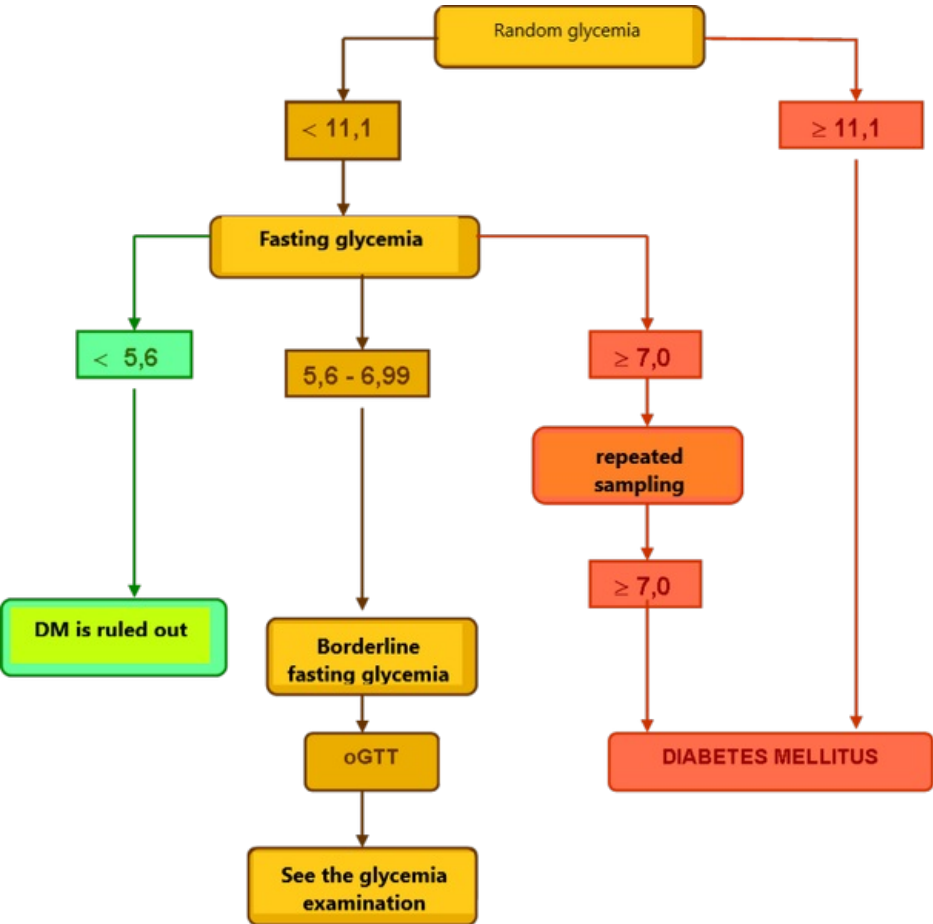 Random glycemia
< 11,1
≥ 11,1
Fasting glycemia
< 5,6
5,6 - 6,99
≥ 7,0
repeated
sampling
≥ 7,0
DM is ruled out
Borderline
fasting glycemia
oGTT
DIABETES MELLITUS
See the glycemia
examination